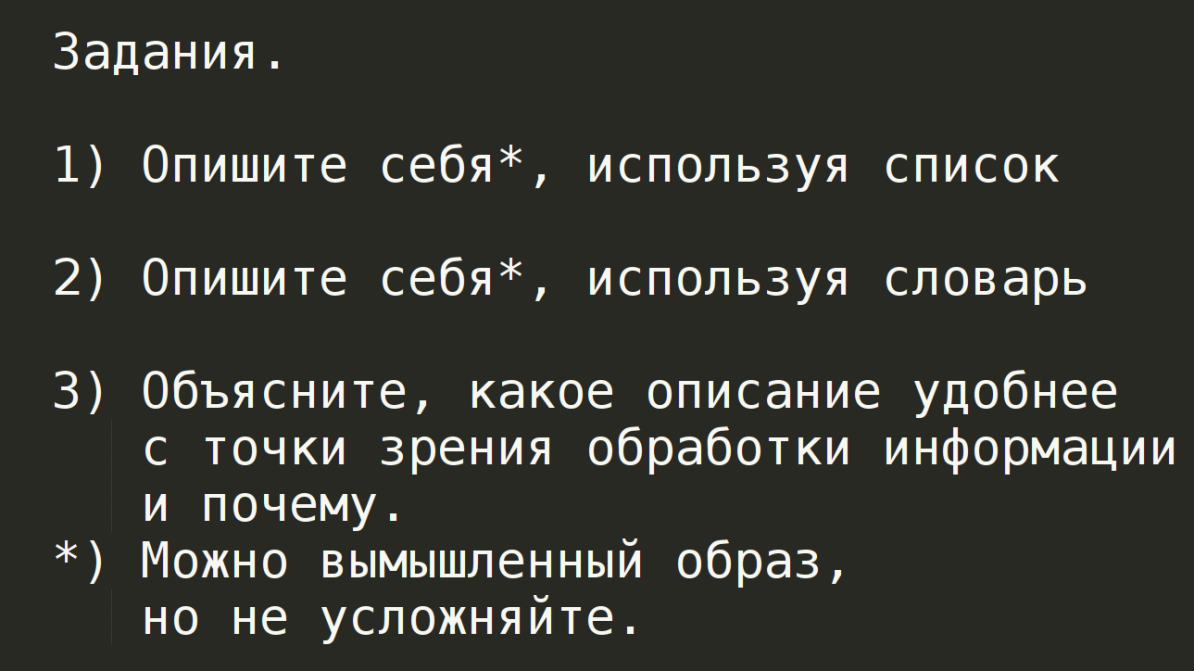 Задания.
1) Опишите себя*, используя список
2) Опишите себя*, используя словарь
3) Объясните, какое описание удобнее
с точки зрения обработки информации
и почему.
*) Можно вымышленный образ,
но не усложняйте.